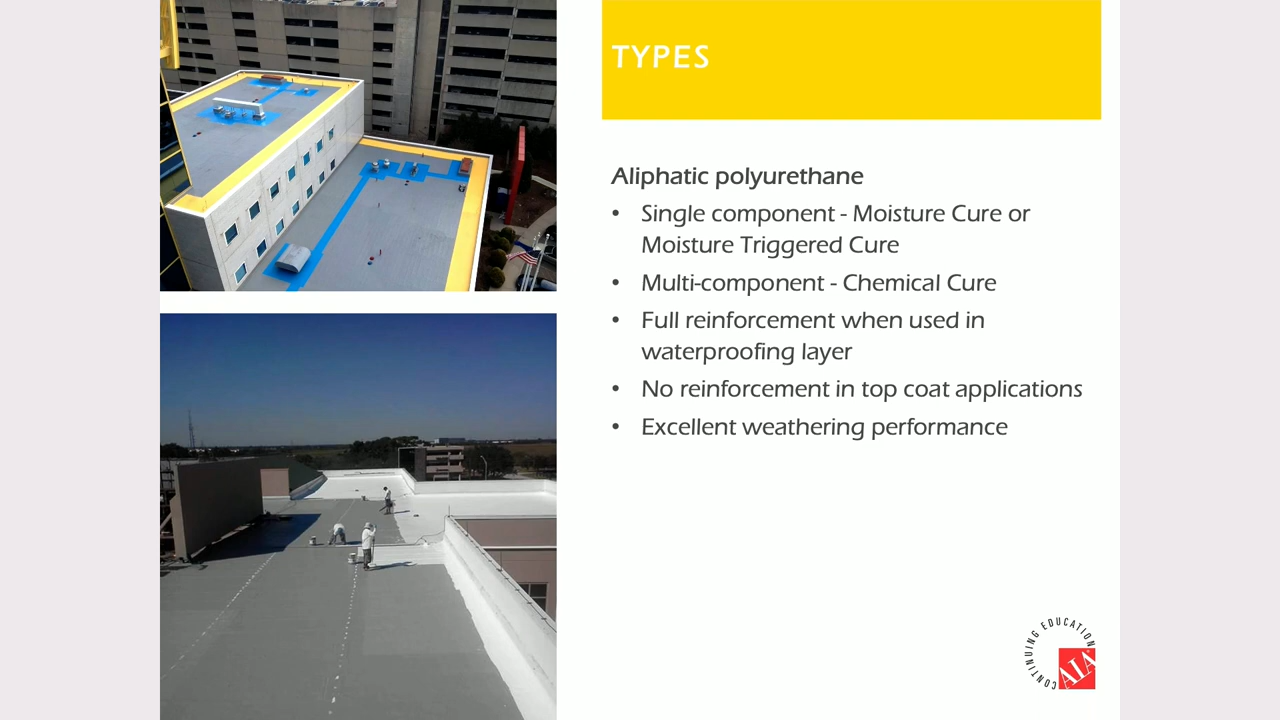 TYPES
Aliphatic polyurethane
• Single component - Moisture Cure or
Moisture Triggered Cure
• Multi-component - Chemical Cure
• Full reinforcement when used in
waterproofing layer
• No reinforcement in top coat applications
• Excellent weathering performance
CONTINUING EDUCATION
AIA